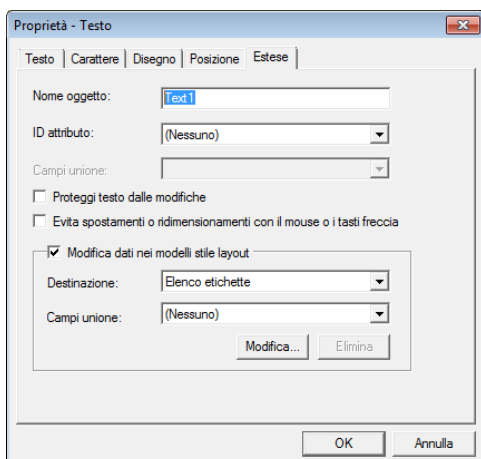 Proprietà - Testo
Testo Carattere Disegno Posizione Estese
Nome oggetto: Text1
ID attributo: (Nessuno)
Campi unione:
Proteggi testo dalle modifiche
Evita spostamenti o ridimensionamenti con il mouse o i tasti freccia
Modifica dati nei modelli stile layout
Destinazione: Elenco etichette
Campi unione: (Nessuno)
Modifica... Elimina
OK Annulla